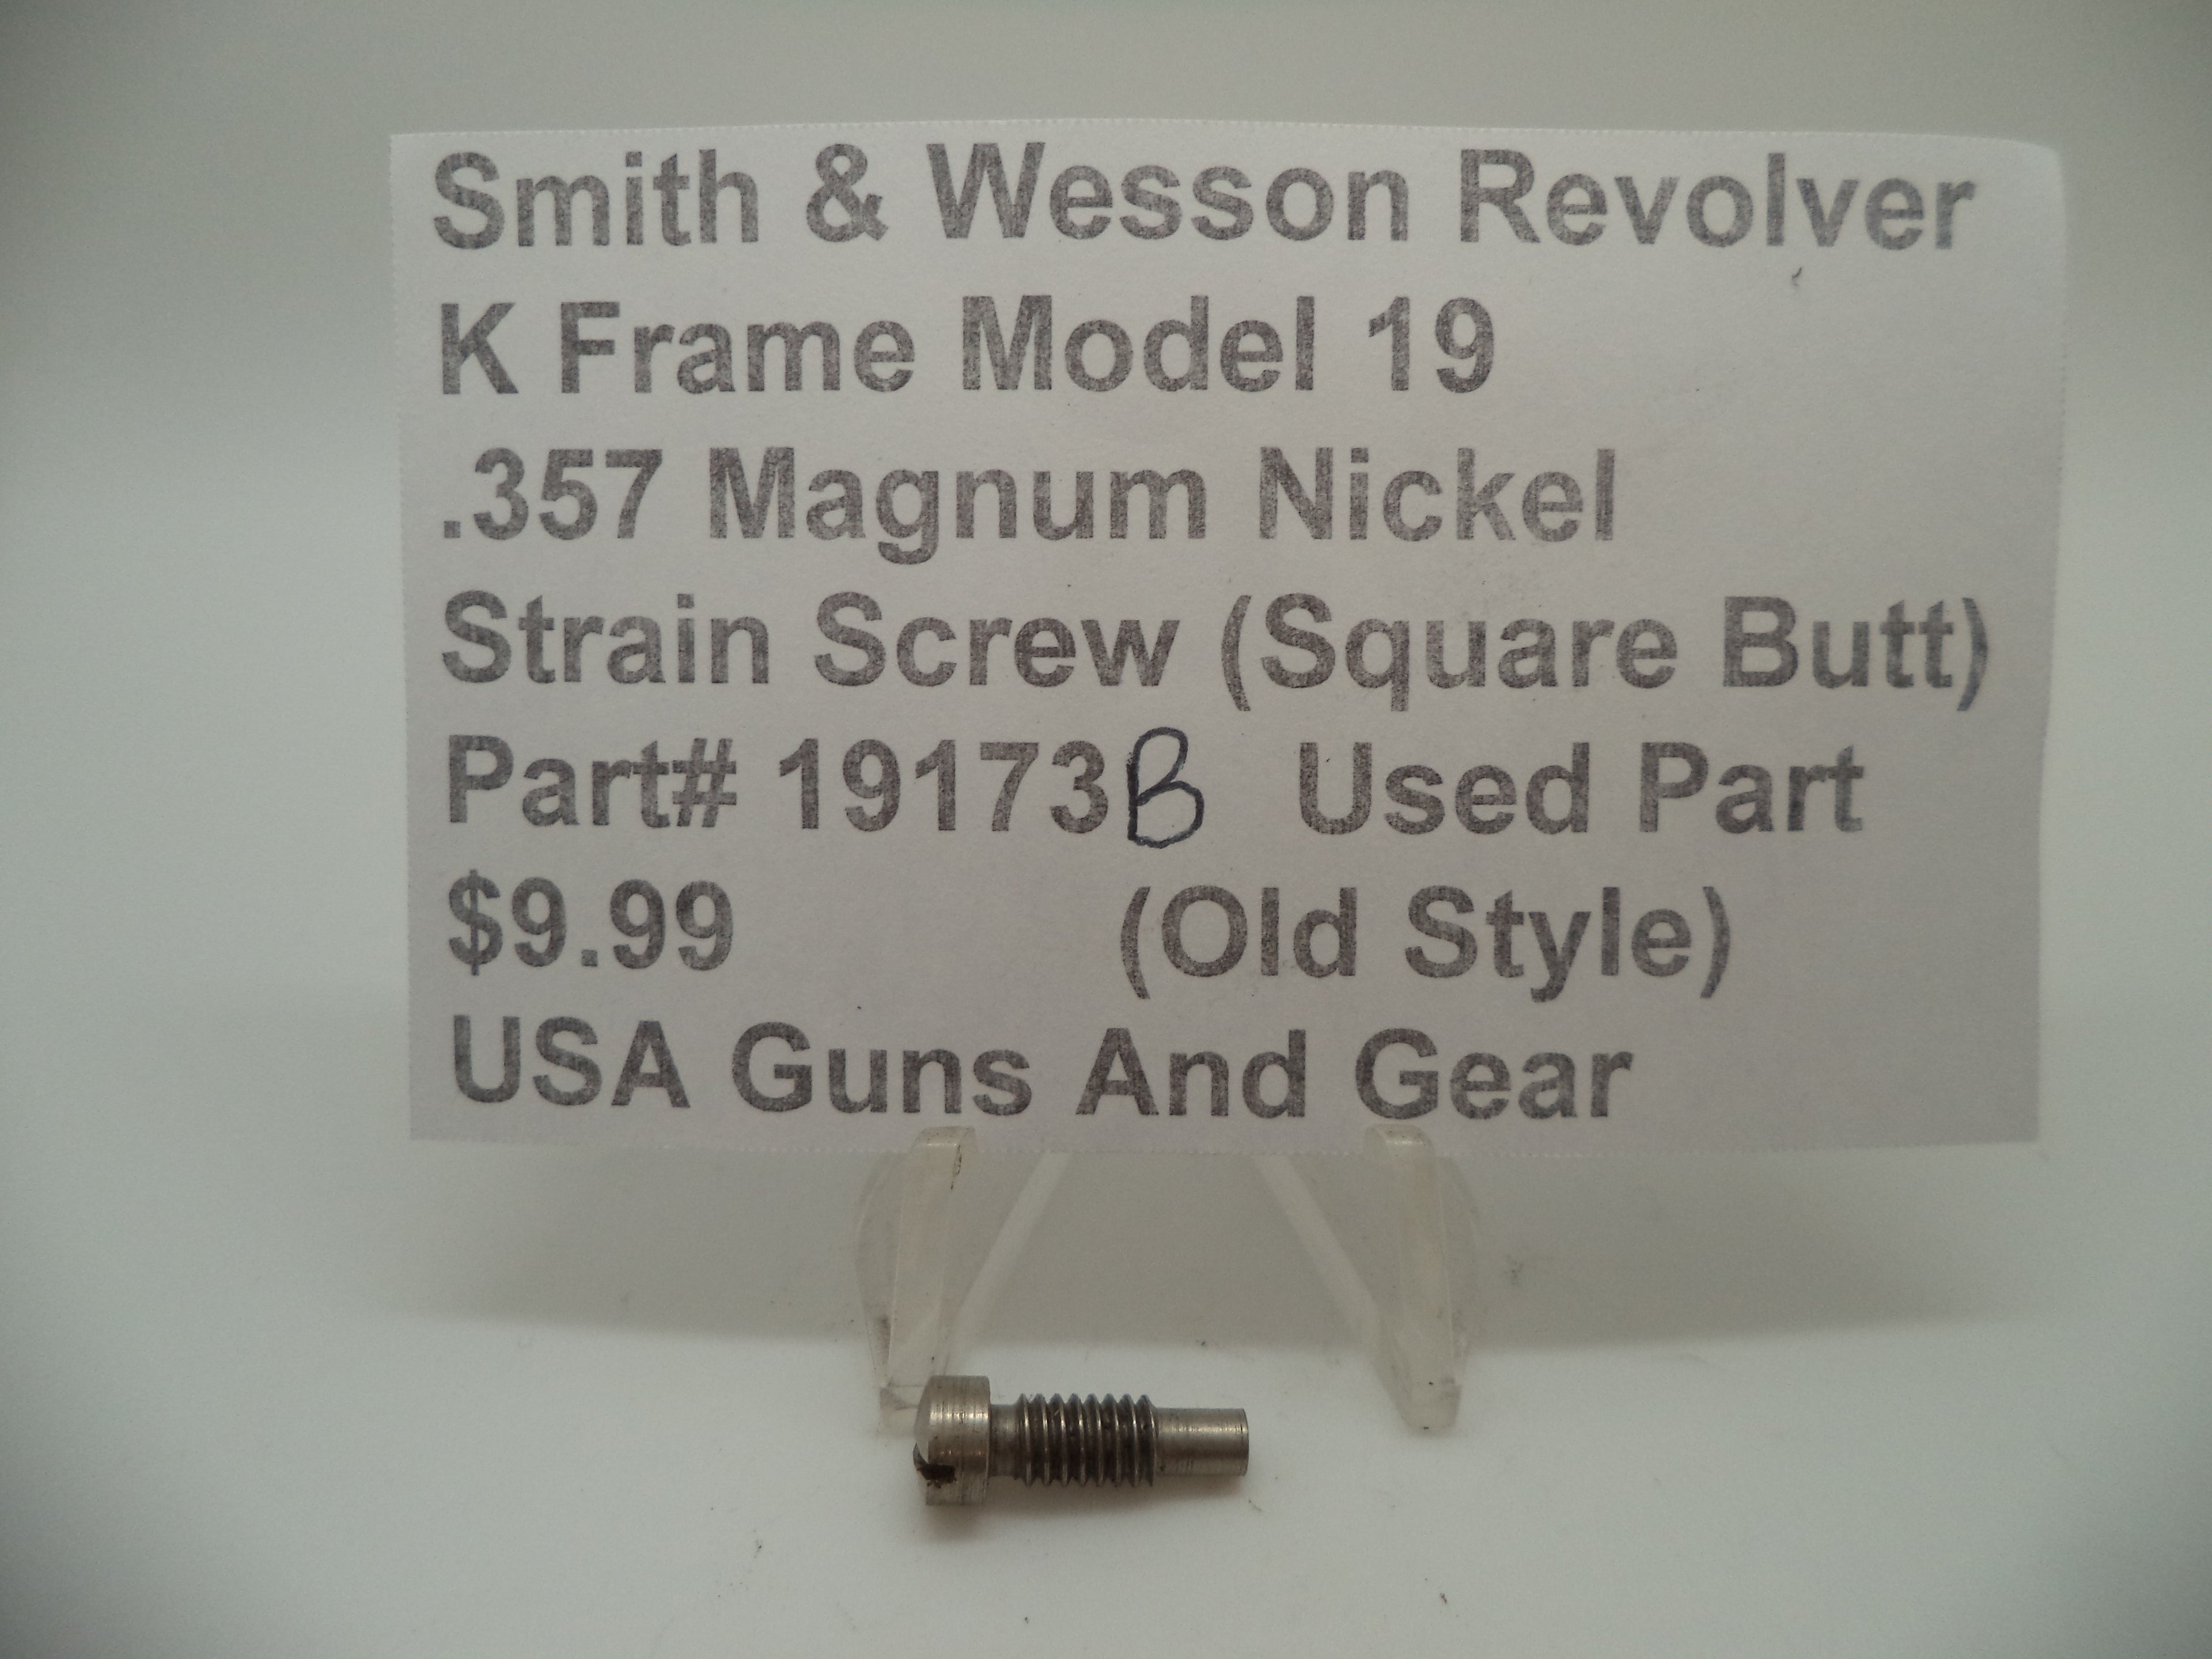 Smith & Wesson Revolver
K Frame Model 19
.357 Magnum Nickel
Strain Screw (Square Butt)
Part# 19173B Used Part
$9.99 (Old Style)
USA Guns And Gear